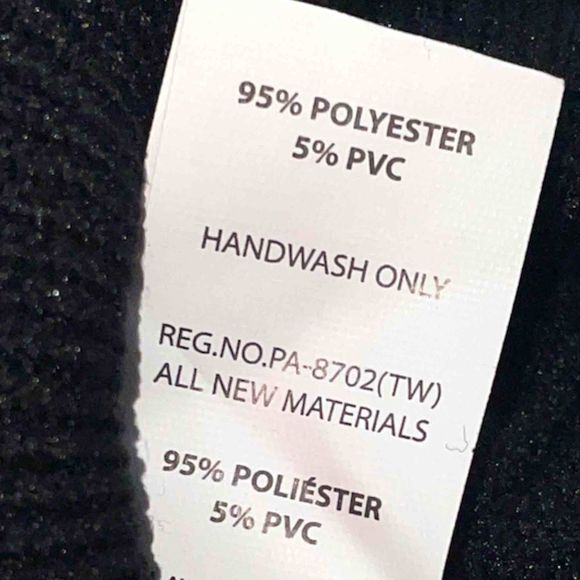 95% POLYESTER
5% PVC
HANDWASH ONLY
REG.NO.PA-8702(TW)
ALL NEW MATERIALS
95% POLIÉSTER
5% PVC